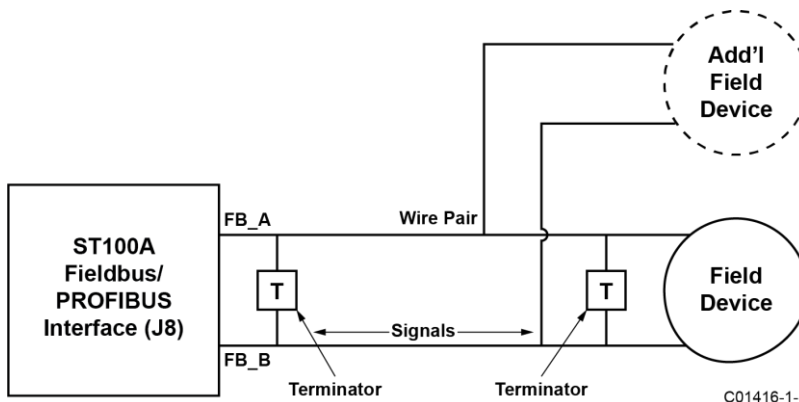 Add'l
Field
Device
FB_A
Wire Pair
ST100A
Fieldbus/
PROFIBUS
Interface (J8)
T
T
Field
Device
Signals
FB_B
Terminator
Terminator
C01416-1-